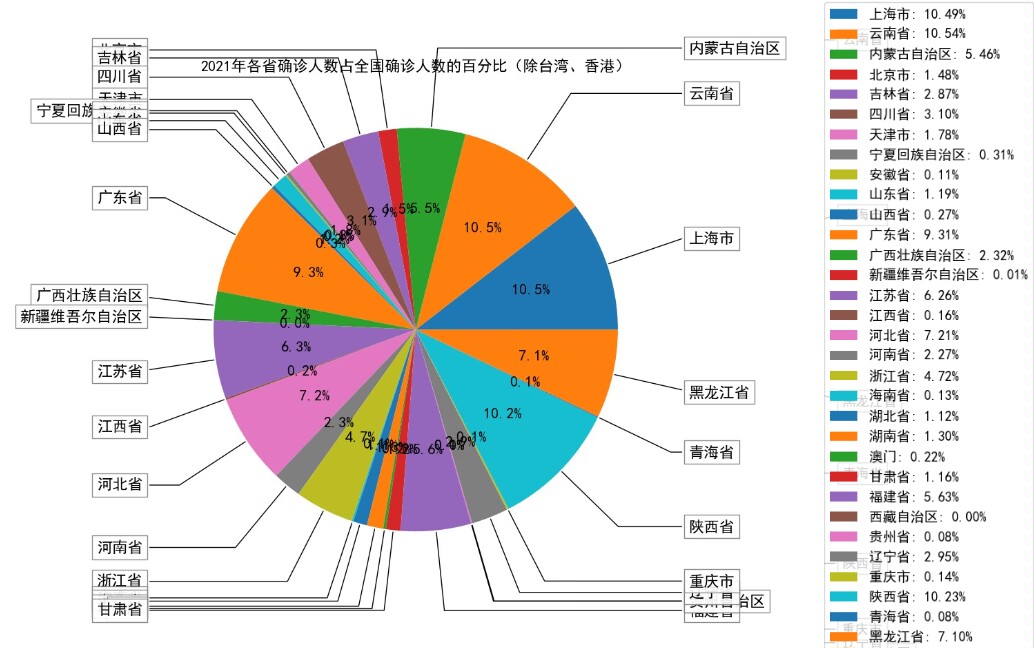 2021年各省确诊人数占全国确诊人数的百分比（除台湾、香港）
吉林省
四川省
天津市
宁夏回族
山西省
广东省
广西壮族自治区
新疆维吾尔自治区
江苏省
江西省
河北省
河南省
浙江省
甘肃省
内蒙古自治区
云南省
上海市
黑龙江省
青海省
陕西省
重庆市
福建省
5.5%
10.5%
10.5%
2.9%
3.1%
9.3%
2.3%
0.0%
6.3%
0.2%
7.2%
2.3%
4.7%
5.6%
7.1%
0.1%
10.2%
上海市: 10.49%
云南省: 10.54%
内蒙古自治区: 5.46%
北京市: 1.48%
吉林省: 2.87%
四川省: 3.10%
天津市: 1.78%
宁夏回族自治区: 0.31%
安徽省: 0.11%
山东省: 1.19%
山西省: 0.27%
广东省: 9.31%
广西壮族自治区: 2.32%
新疆维吾尔自治区: 0.01%
江苏省: 6.26%
江西省: 0.16%
河北省: 7.21%
河南省: 2.27%
浙江省: 4.72%
海南省: 0.13%
湖北省: 1.12%
湖南省: 1.30%
澳门: 0.22%
甘肃省: 1.16%
福建省: 5.63%
西藏自治区: 0.00%
贵州省: 0.08%
辽宁省: 2.95%
重庆市: 0.14%
陕西省: 10.23%
青海省: 0.08%
黑龙江省: 7.10%